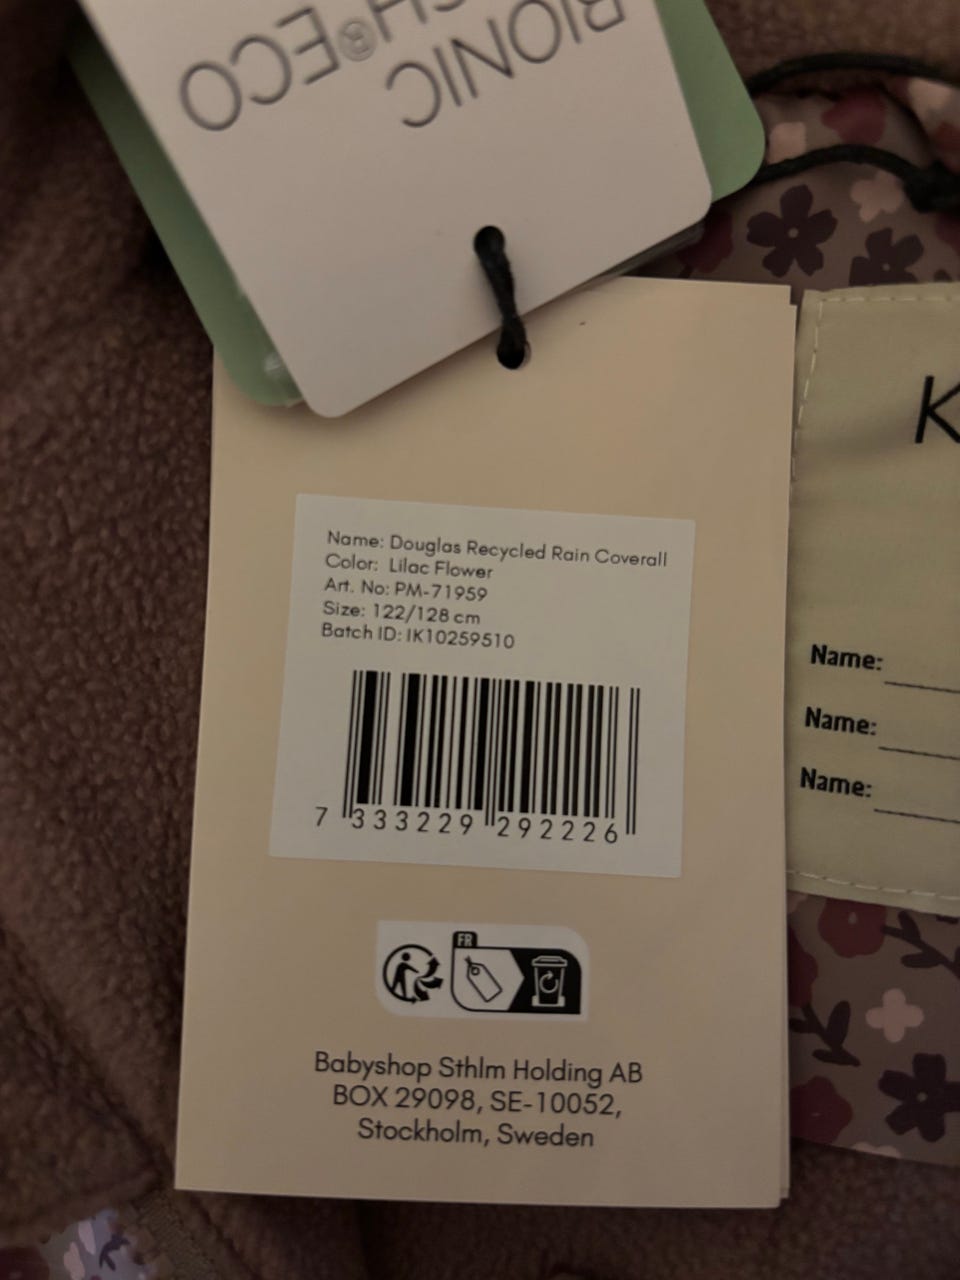 BIONIC
®ECO
Name: Douglas Recycled Rain Coverall
Color: Lilac Flower
Art. No: PM-71959
Size: 122/128 cm
Batch ID: IK10259510
7 333229 292226
FR
Babyshop Sthlm Holding AB
BOX 29098, SE-10052,
Stockholm, Sweden
K
Name:
Name:
Name: